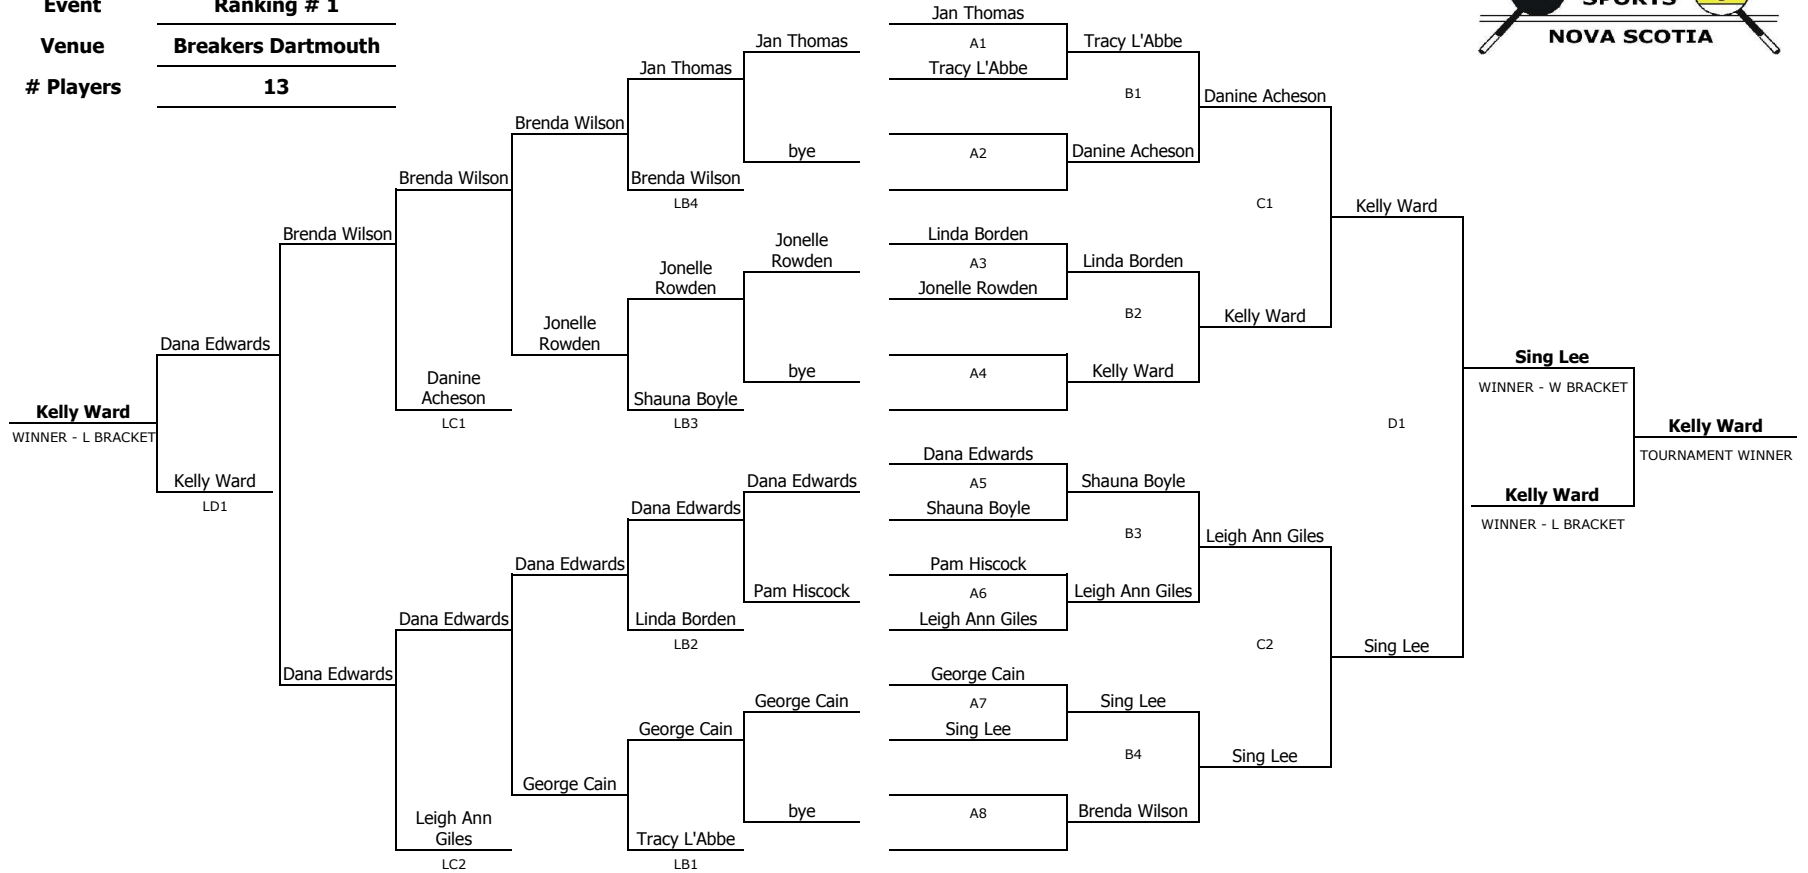 Event Ranking # 1
Venue Breakers Dartmouth
# Players 13
SPORTS
NOVA SCOTIA
Jan Thomas
A1
Tracy L'Abbe
A2
Linda Borden
A3
Jonelle Rowden
A4
Dana Edwards
A5
Shauna Boyle
Pam Hiscock
A6
Leigh Ann Giles
George Cain
A7
Sing Lee
A8
Tracy L'Abbe
B1
Danine Acheson
Linda Borden
B2
Kelly Ward
Shauna Boyle
B3
Leigh Ann Giles
Sing Lee
B4
Brenda Wilson
Danine Acheson
C1
Kelly Ward
Leigh Ann Giles
C2
Sing Lee
Kelly Ward
D1
Sing Lee
Sing Lee
WINNER - W BRACKET
Kelly Ward
WINNER - L BRACKET
Kelly Ward
TOURNAMENT WINNER
Jan Thomas
bye
Jonelle
Rowden
bye
Dana Edwards
Pam Hiscock
George Cain
bye
Jan Thomas
Brenda Wilson
LB4
Jonelle
Rowden
Shauna Boyle
LB3
Dana Edwards
Linda Borden
LB2
George Cain
Tracy L'Abbe
LB1
Brenda Wilson
Jonelle
Rowden
Dana Edwards
George Cain
Brenda Wilson
Danine
Acheson
LC1
Dana Edwards
Leigh Ann
Giles
LC2
Brenda Wilson
Dana Edwards
Dana Edwards
Kelly Ward
LD1
Kelly Ward
WINNER - L BRACKET